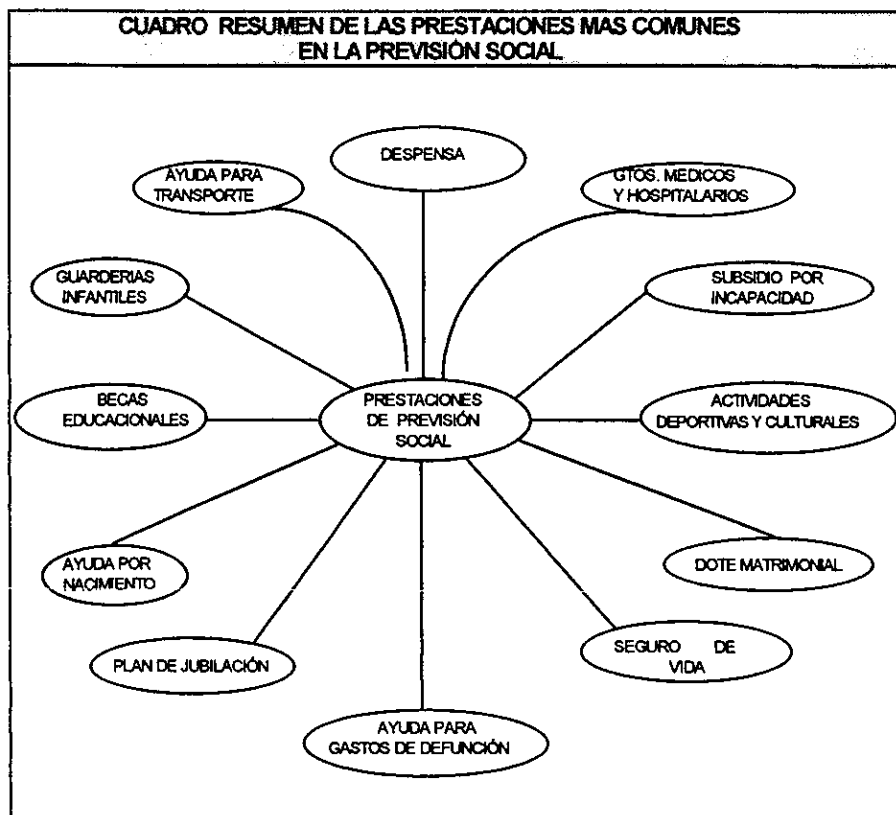 CUADRO RESUMEN DE LAS PRESTACIONES MAS COMUNES
EN LA PREVISIÓN SOCIAL
DESPENSA
AYUDA PARA
TRANSPORTE
GTOS. MEDICOS
Y HOSPITALARIOS
GUARDERIAS
INFANTILES
SUBSIDIO POR
INCAPACIDAD
BECAS
EDUCACIONALES
PRESTACIONES
DE PREVISIÓN
SOCIAL
ACTIVIDADES
DEPORTIVAS Y CULTURALES
AYUDA POR
NACIMIENTO
DOTE MATRIMONIAL
PLAN DE JUBILACIÓN
SEGURO DE
VIDA
AYUDA PARA
GASTOS DE DEFUNCIÓN